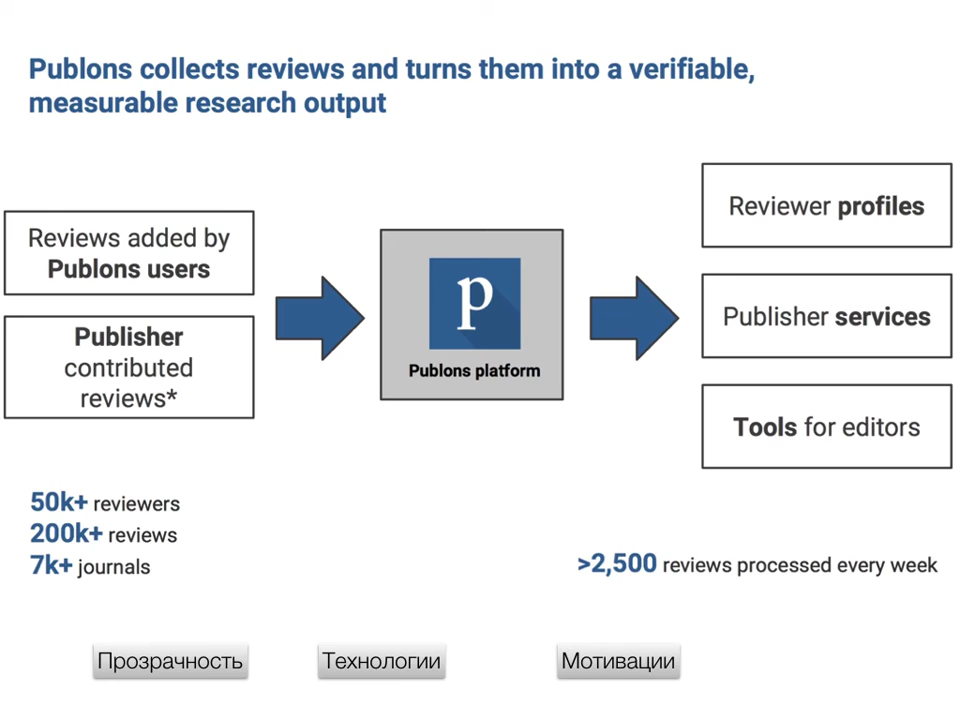 Publons collects reviews and turns them into a verifiable,
measurable research output
Reviews added by
Publons users
Publisher
contributed
reviews*
p
Publons platform
Reviewer profiles
Publisher services
Tools for editors
50k+ reviewers
200k+ reviews
7k+ journals
>2,500 reviews processed every week
Прозрачность
Технологии
Мотивации